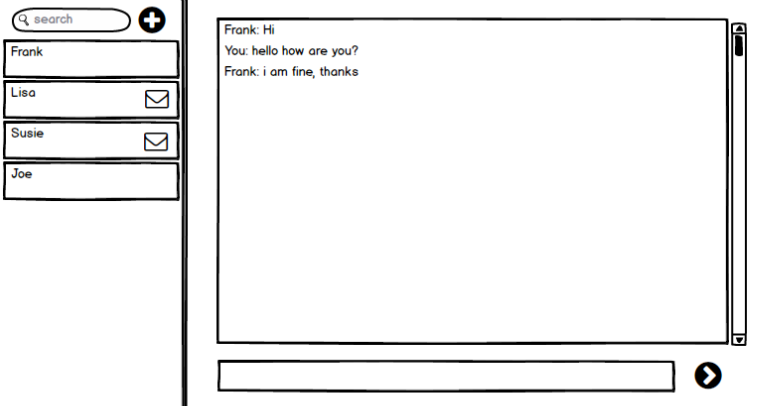 search
Frank
Lisa
Susie
Joe
Frank: Hi
You: hello how are you?
Frank: i am fine, thanks